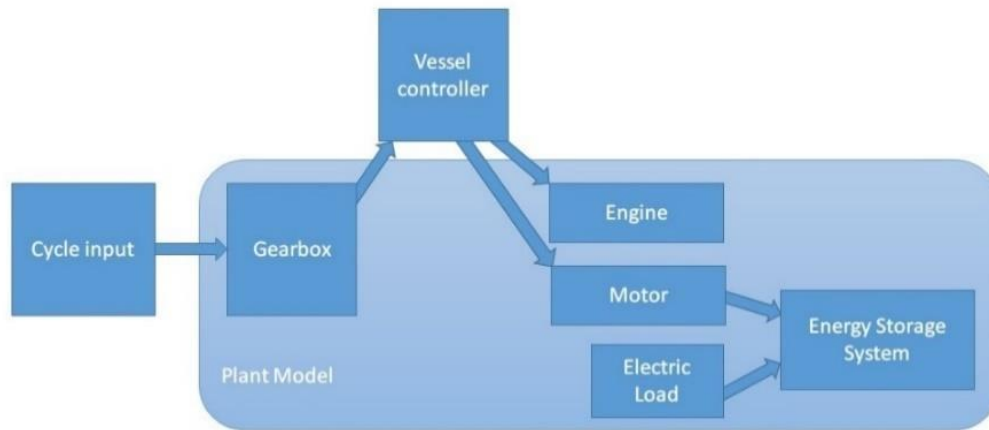 Vessel
controller
Cycle input
Gearbox
Engine
Motor
Energy Storage
System
Electric
Load
Plant Model